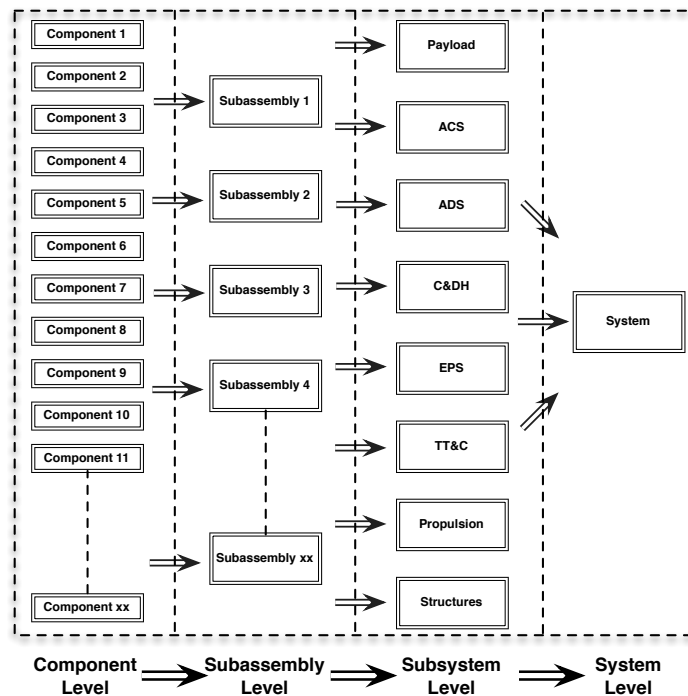 Component 1
Component 2
Component 3
Component 4
Component 5
Component 6
Component 7
Component 8
Component 9
Component 10
Component 11
Component xx
Subassembly 1
Subassembly 2
Subassembly 3
Subassembly 4
Subassembly xx
Payload
ACS
ADS
C&DH
EPS
TT&C
Propulsion
Structures
System
Component
Level
Subassembly
Level
Subsystem
Level
System
Level